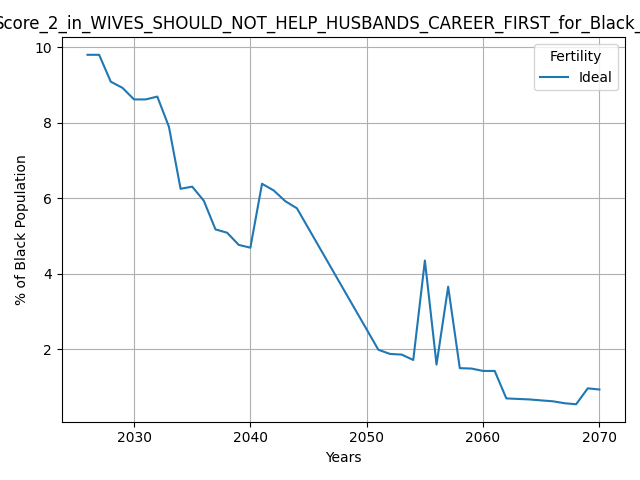 Score_2_in_WIVES_SHOULD_NOT_HELP_HUSBANDS_CAREER_FIRST_for_Black_
Fertility
Ideal
% of Black Population
10
8
6
4
2
2030 2040 2050 2060 2070
Years